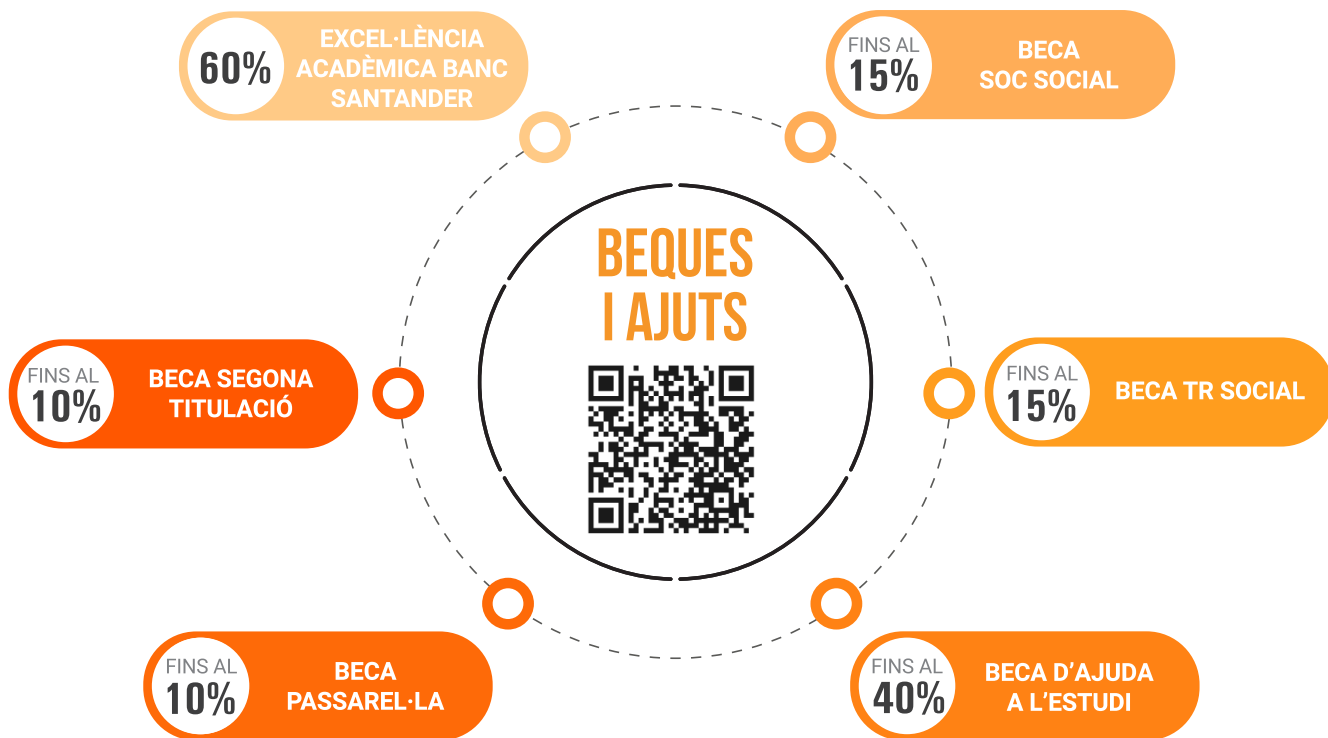 60%
EXCEL·LÈNCIA
ACADÈMICA BANC
SANTANDER
FINS AL
15%
BECA
SOC SOCIAL
BEQUES
I AJUTS
FINS AL
10%
BECA SEGONA
TITULACIÓ
FINS AL
15%
BECA TR SOCIAL
FINS AL
10%
BECA
PASSAREL·LA
FINS AL
40%
BECA D’AJUDA
A L’ESTUDI